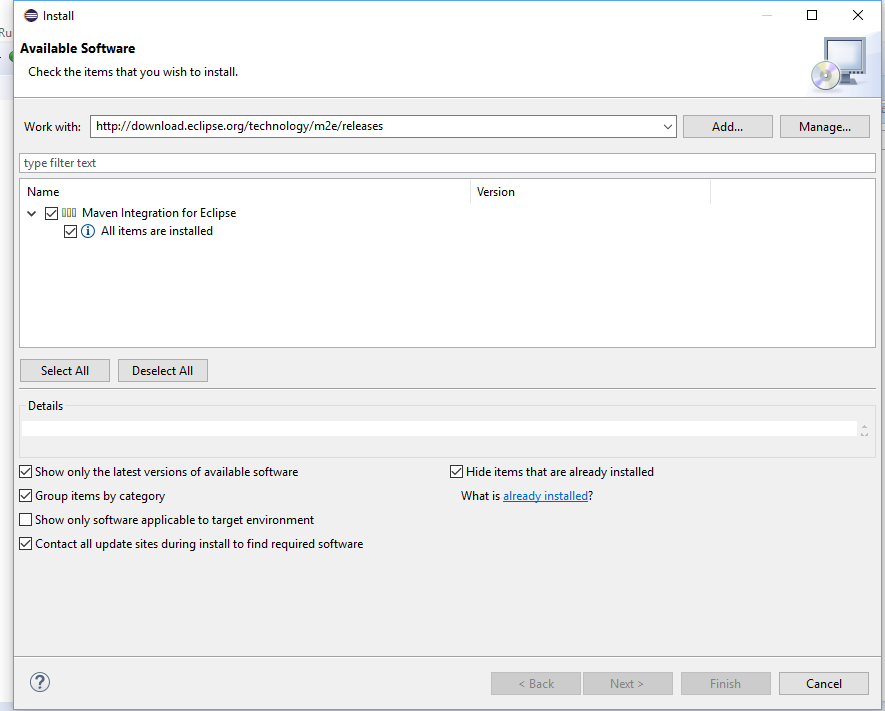 Install
Ru
Available Software
Check the items that you wish to install.
Work with: http://download.eclipse.org/technology/m2e/releases Add... Manage...
type filter text
Name Version
Maven Integration for Eclipse
All items are installed
Select All Deselect All
Details
Show only the latest versions of available software Hide items that are already installed
Group items by category What is already installed?
Show only software applicable to target environment
Contact all update sites during install to find required software
? < Back Next > Finish Cancel